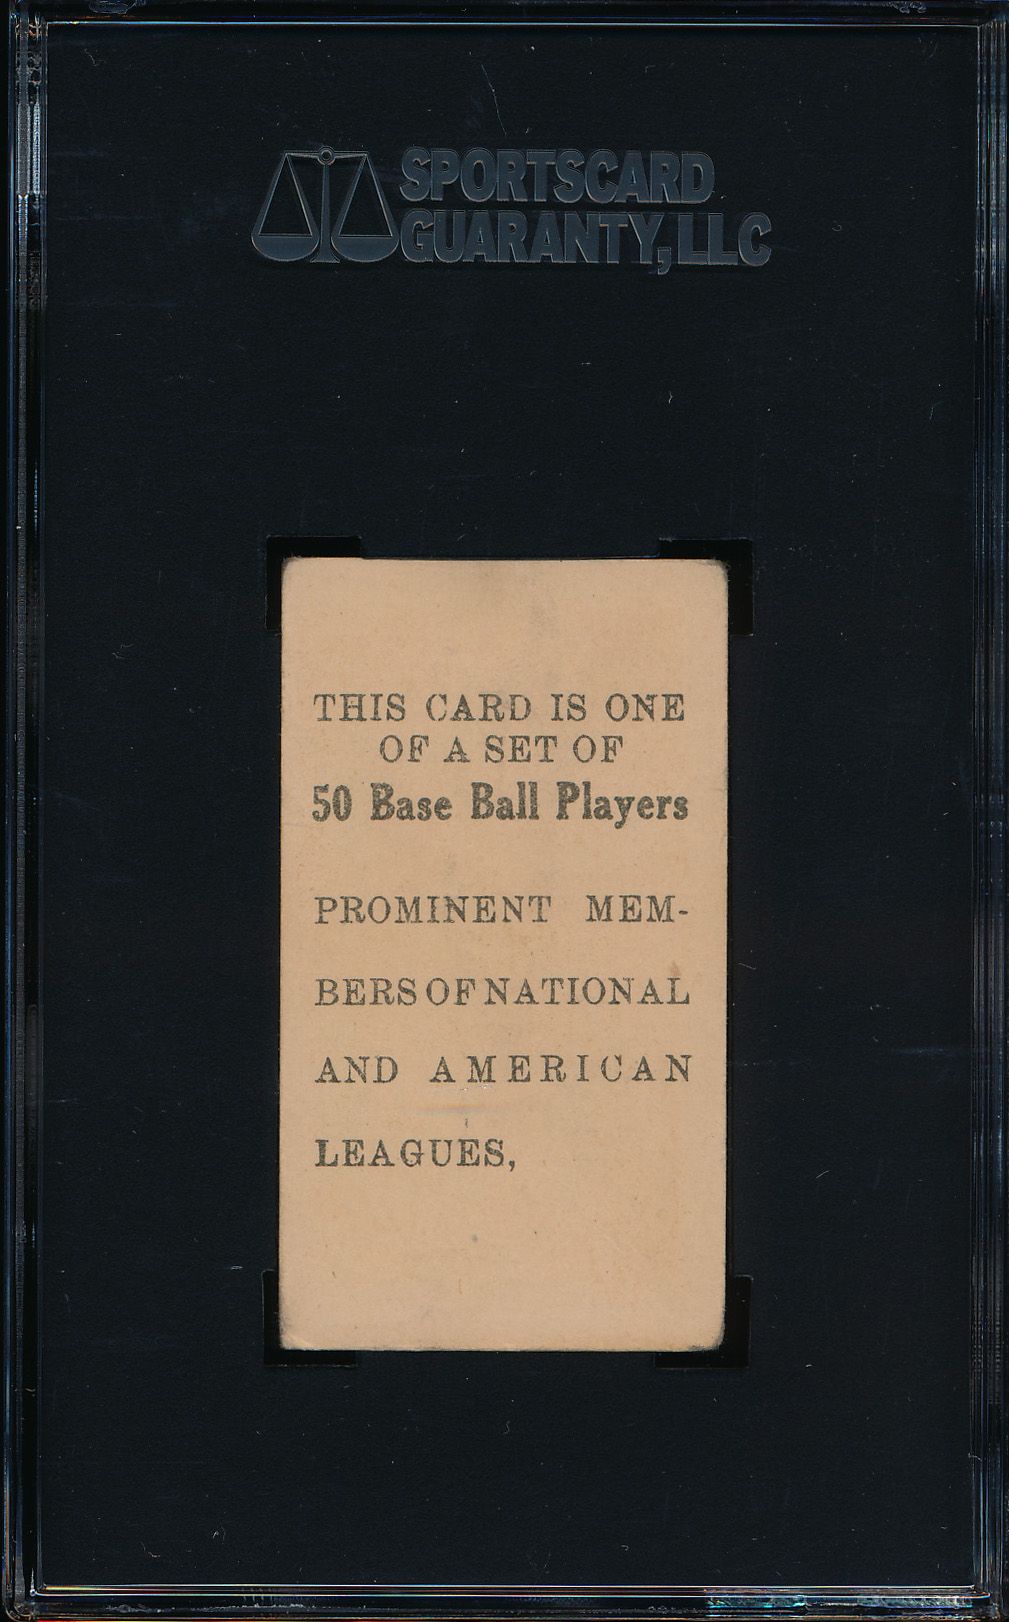 SPORTSCARD
GUARANTY, LLC
THIS CARD IS ONE
OF A SET OF
50 Base Ball Players
PROMINENT MEM-
BERS OF NATIONAL
AND AMERICAN
LEAGUES,